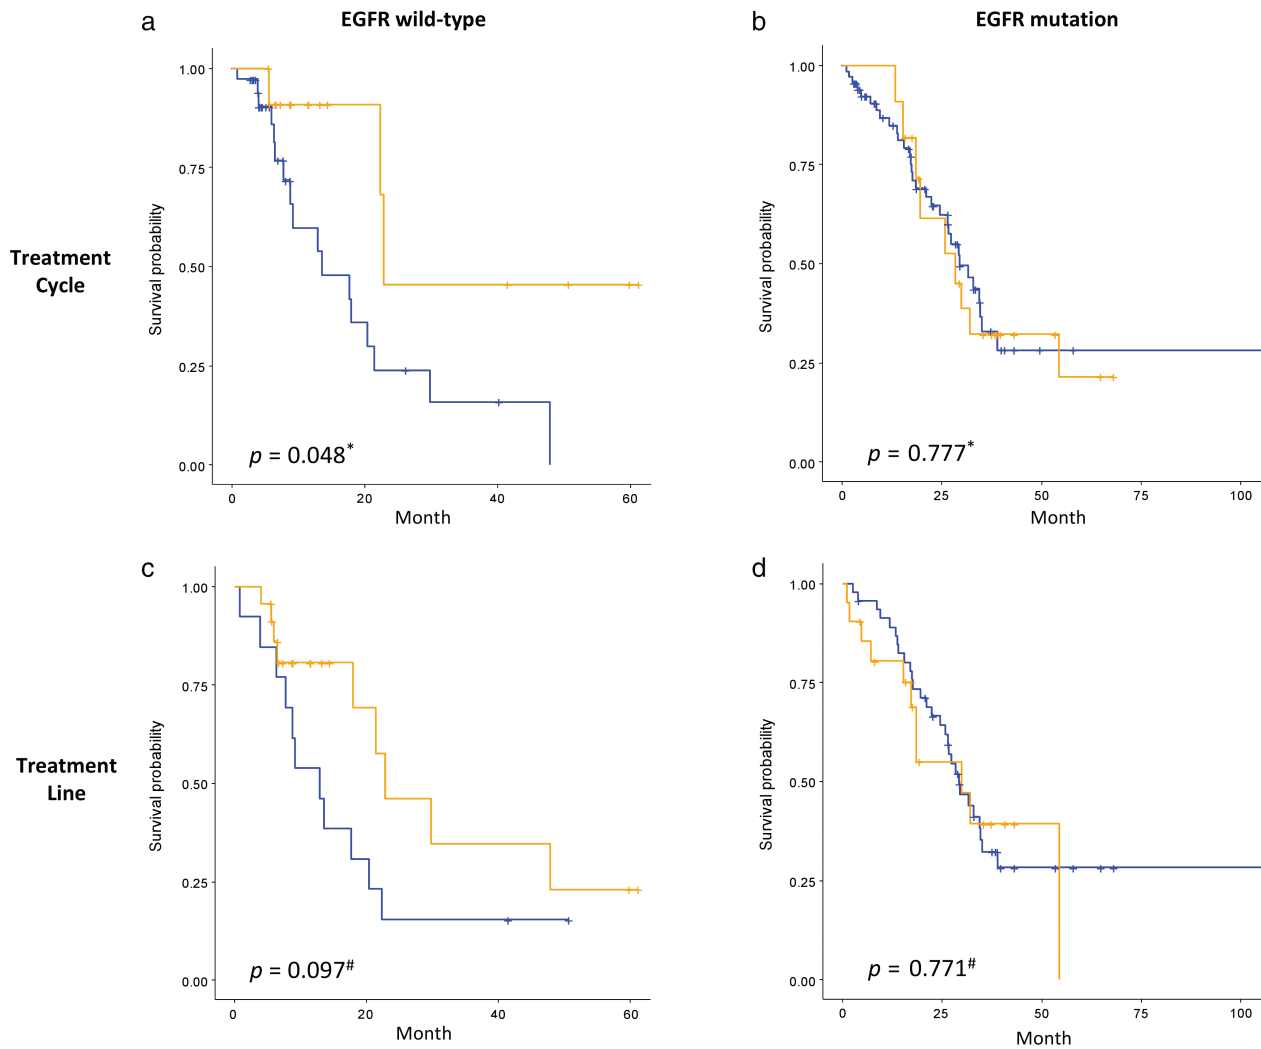 a
EGFR wild-type
b
EGFR mutation
Treatment
Cycle
Survival probability
1.00
0.75
0.50
0.25
0.00
p = 0.048*
0 20 40 60
Month
Survival probability
1.00
0.75
0.50
0.25
0.00
p = 0.777*
0 25 50 75 100
Month
c
d
Treatment
Line
Survival probability
1.00
0.75
0.50
0.25
0.00
p = 0.097#
0 20 40 60
Month
Survival probability
1.00
0.75
0.50
0.25
0.00
p = 0.771#
0 25 50 75 100
Month